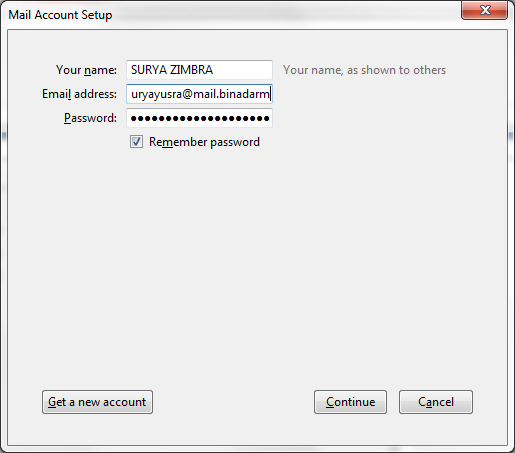 Mail Account Setup
Your name: SURYA ZIMBRA Your name, as shown to others
Email address: uryayusra@mail.binadarm
Password: ●●●●●●●●●●●●●●●●●●●●
Remember password
Get a new account Continue Cancel